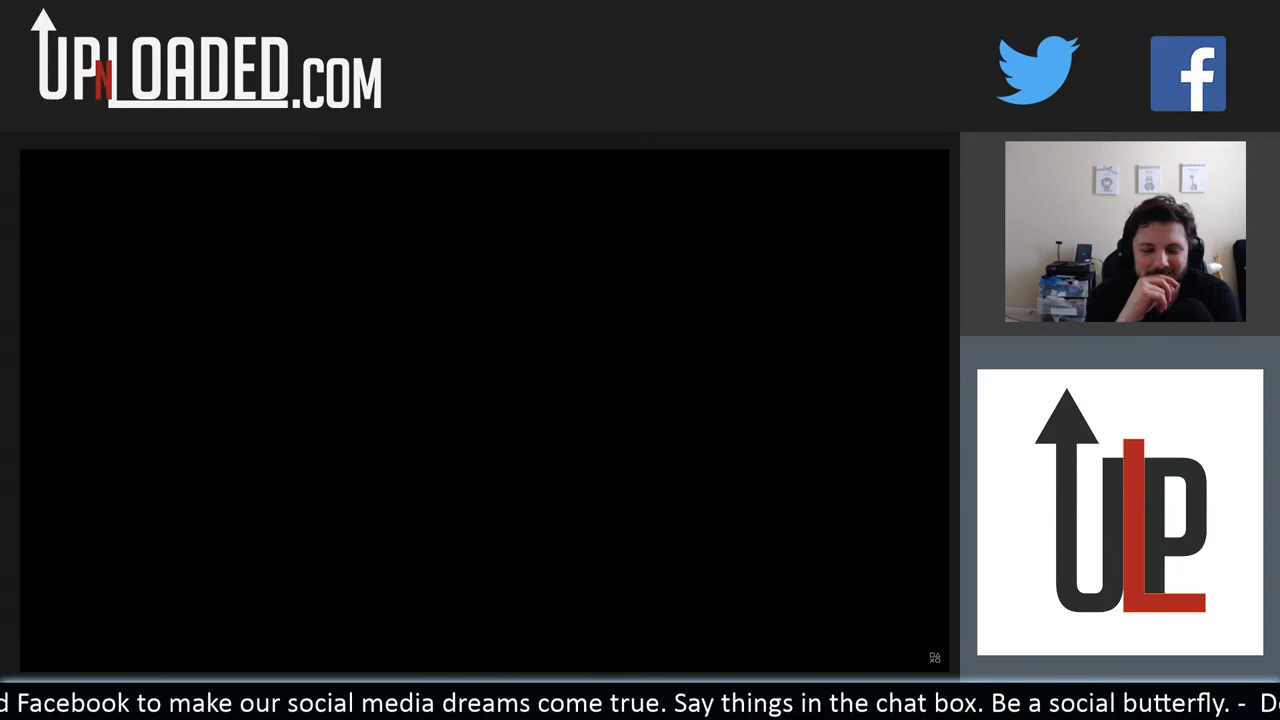 UPNLOADED.COM
f
ULP
d Facebook to make our social media dreams come true. Say things in the chat box. Be a social butterfly. - D